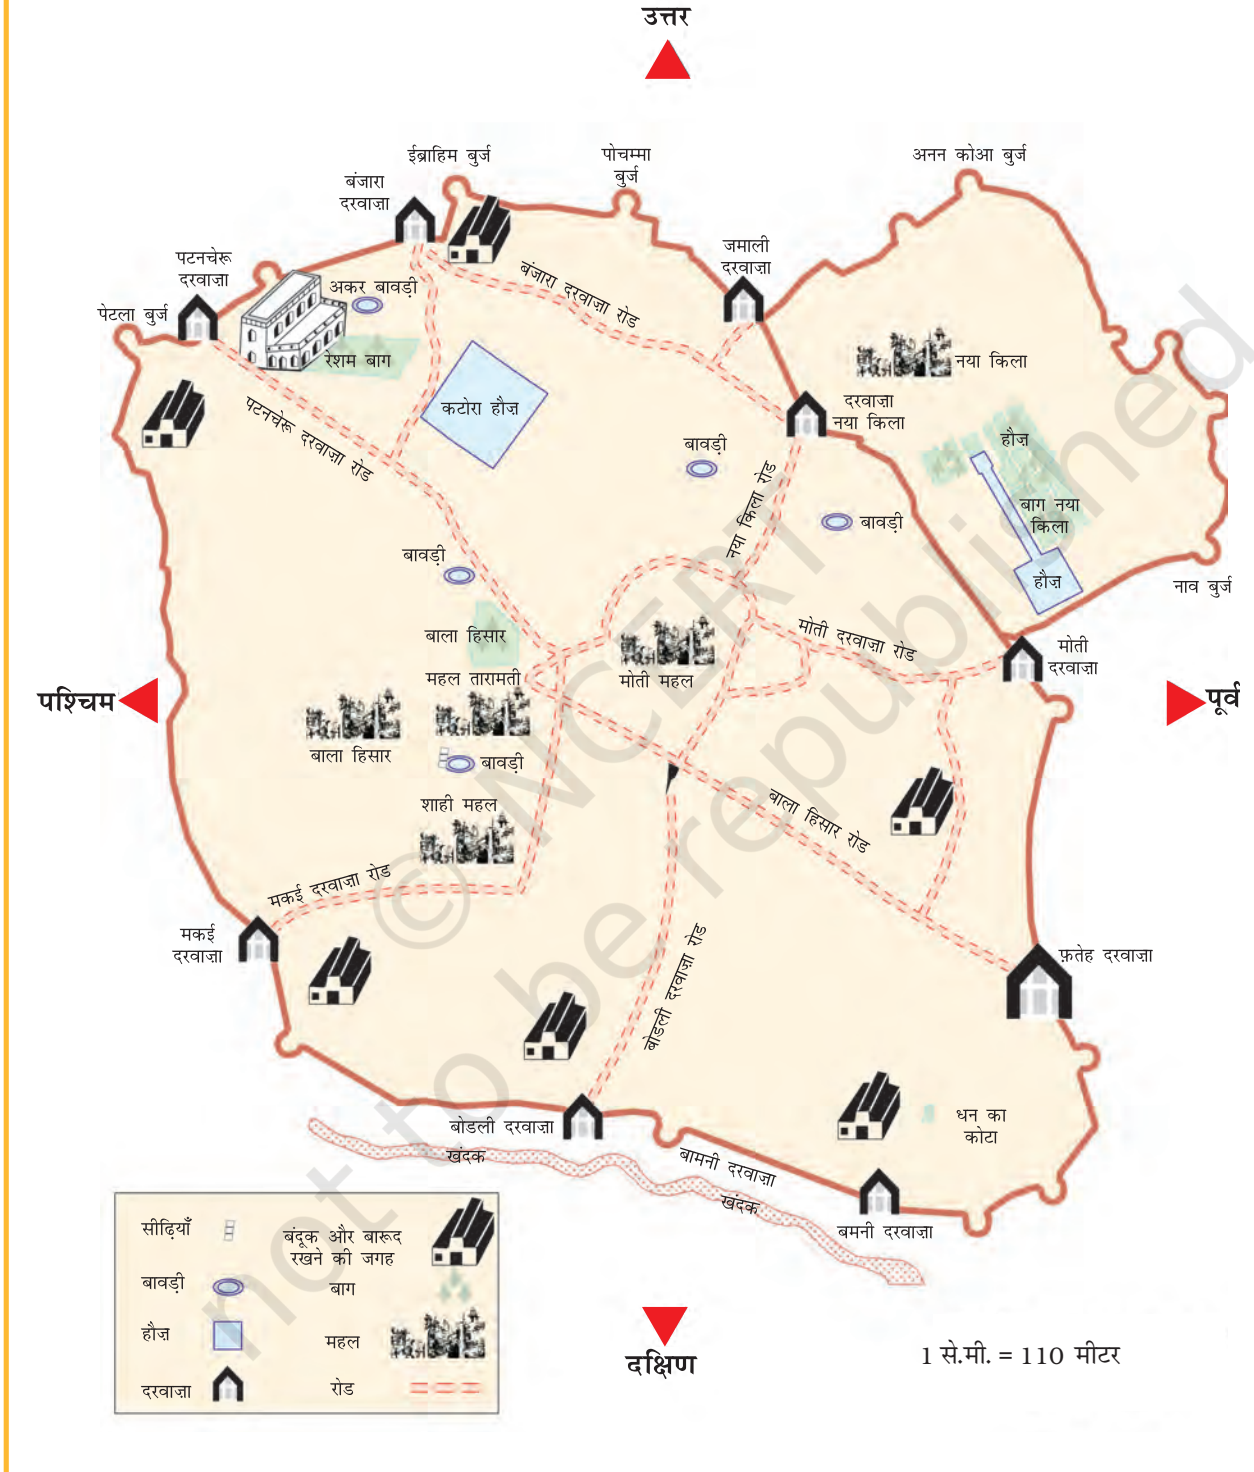 उत्तर
ईब्राहिम बुर्ज
पोचम्मा
बुर्ज
अनन कोआ बुर्ज
बंजारा
दरवाज़ा
पटनचेरू
दरवाज़ा
जमाली
दरवाज़ा
बंजारा दरवाज़ा रोड
अकर बावड़ी
पेटला बुर्ज
रेशम बाग
नया किला
कटोरा हौज़
दरवाज़ा
नया किला
पटनचेरू दरवाज़ा रोड
बावड़ी
हौज़
नया किला रोड
बाग नया
किला
बावड़ी
बावड़ी
हौज़
नाव बुर्ज
बाला हिसार
मोती दरवाज़ा रोड
मोती
दरवाज़ा
महल तारामती
मोती महल
पश्चिम
पूर्व
बाला हिसार
बावड़ी
शाही महल
बाला हिसार रोड
मकई दरवाज़ा रोड
मकई
दरवाज़ा
फ़तेह दरवाज़ा
बोडली दरवाज़ा रोड
धन का
कोटा
बोडली दरवाज़ा
खंदक
बामनी दरवाज़ा
खंदक
बमनी दरवाज़ा
सीढ़ियाँ
बंदूक और बारूद
रखने की जगह
बावड़ी
बाग
हौज़
महल
दरवाज़ा
रोड
दक्षिण
1 से.मी. = 110 मीटर
© NCERT
not to be republished